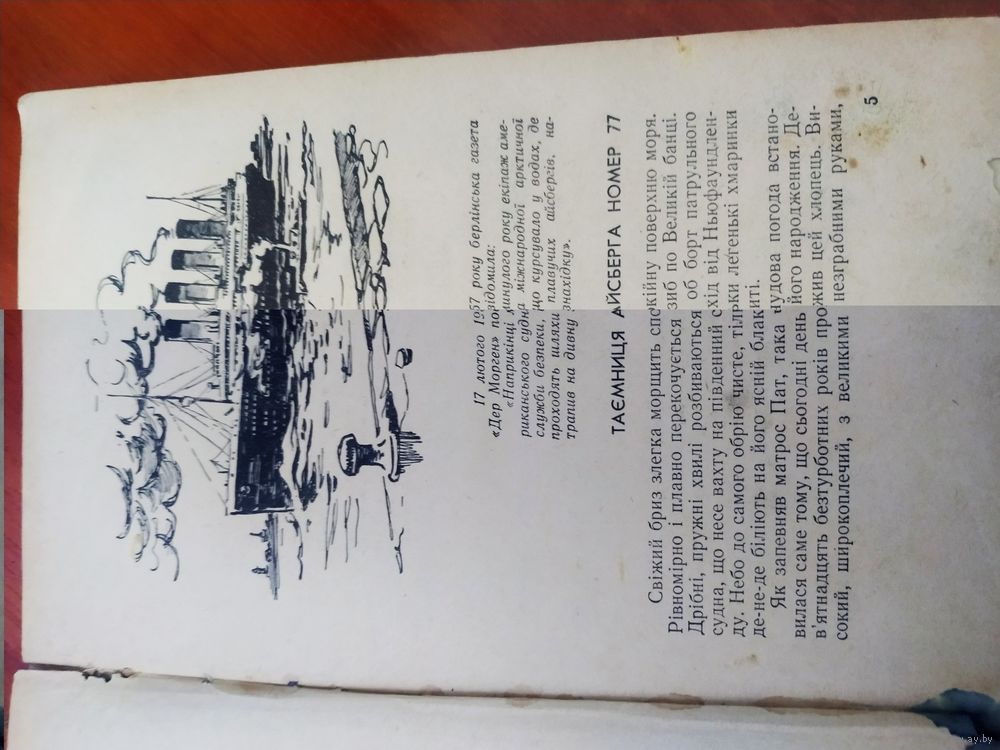 17 лютого 1957 року берлінська газета
«Дер Морген» повідомила:
«Наприкінці минулого року екіпаж аме-
риканського судна міжнародної арктичної
служби безпеки, що курсувало у водах, де
проходять шляхи плавучих айсбергів, на-
трапив на дивну знахідку».
ТАЄМНИЦЯ АЙСБЕРГА НОМЕР 77
Свіжий бриз злегка морщить спокійну поверхню моря.
Рівномірно і плавно перекочується зиб по Великій банці.
Дрібні, пружні хвилі розбиваються об борт патрульного
судна, що несе вахту на південний схід від Ньюфаундлен-
ду. Небо до самого обрію чисте, тільки легенькі хмаринки
де-не-де біліють на його ясній блакиті.
Як запевняв матрос Пат, така чудова погода встано-
вилася саме тому, що сьогодні день його народження. Де-
в'ятнадцять безтурботних років прожив цей хлопець. Ви-
сокий, широкоплечий, з великими незграбними руками,
5
ay.by